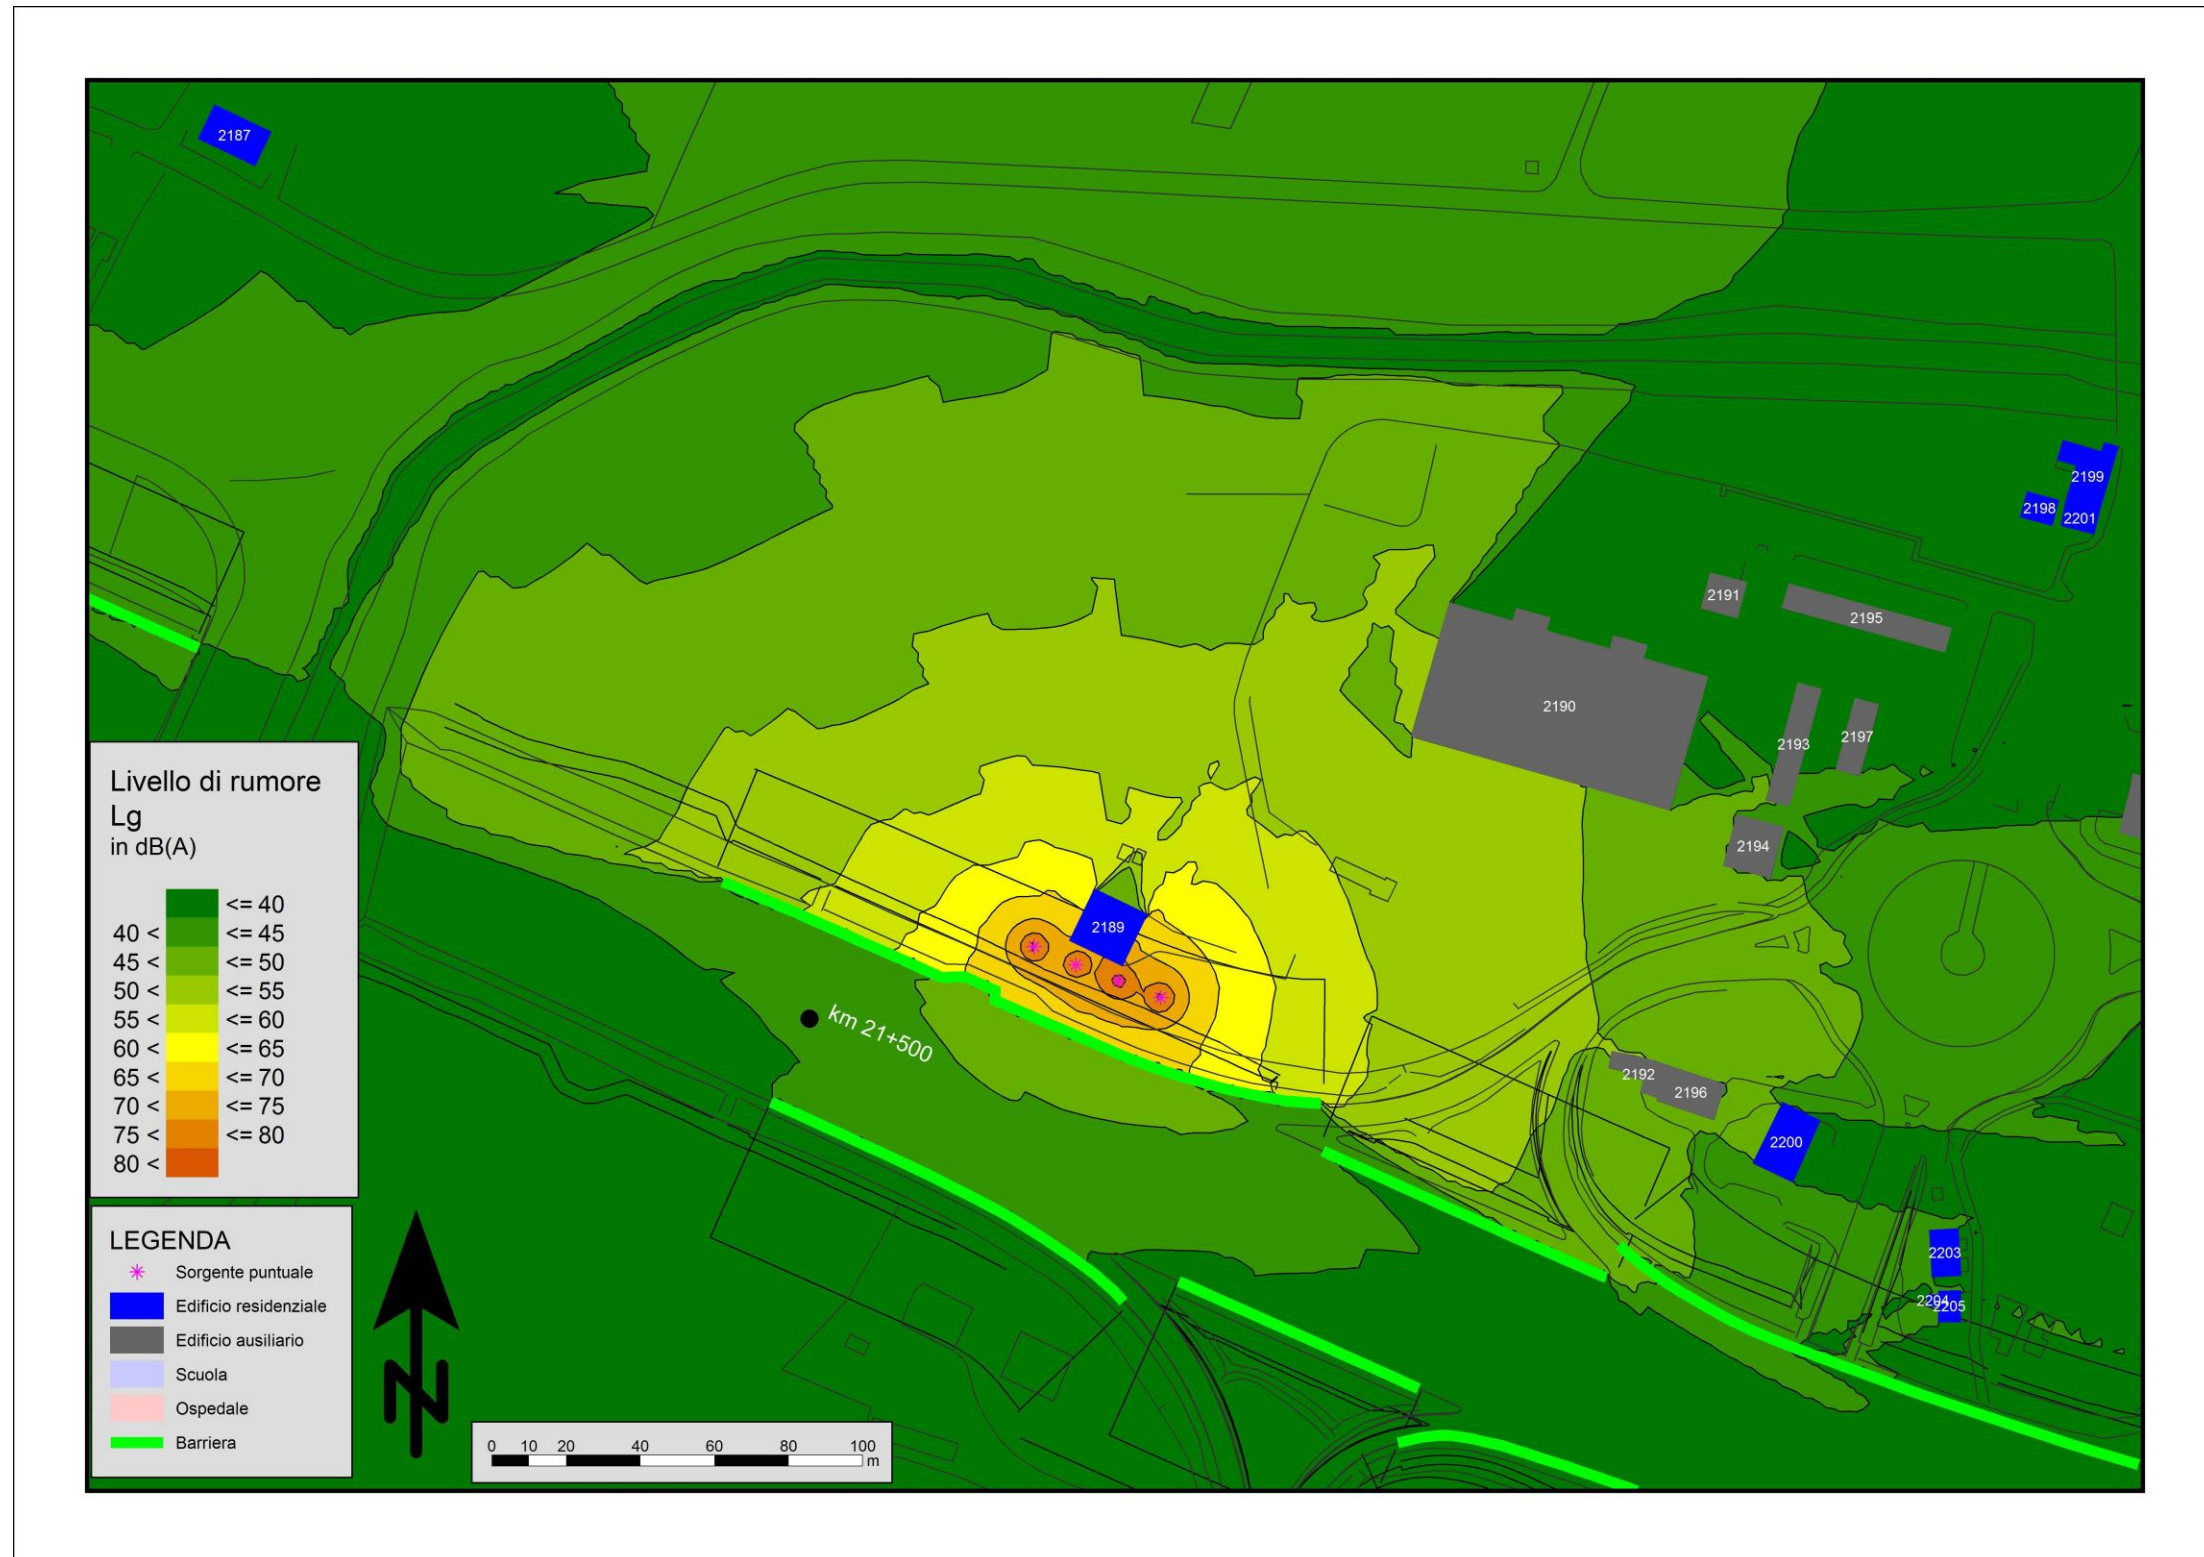 2187
2199
2198
2201
2191
2195
2190
2193
2197
2194
2189
km 21+500
2192
2196
2200
2203
2204
2205
Livello di rumore
Lg
in dB(A)
<= 40
40 < <= 45
45 < <= 50
50 < <= 55
55 < <= 60
60 < <= 65
65 < <= 70
70 < <= 75
75 < <= 80
80 <
LEGENDA
Sorgente puntuale
Edificio residenziale
Edificio ausiliario
Scuola
Ospedale
Barriera
N
0 10 20 40 60 80 100
m